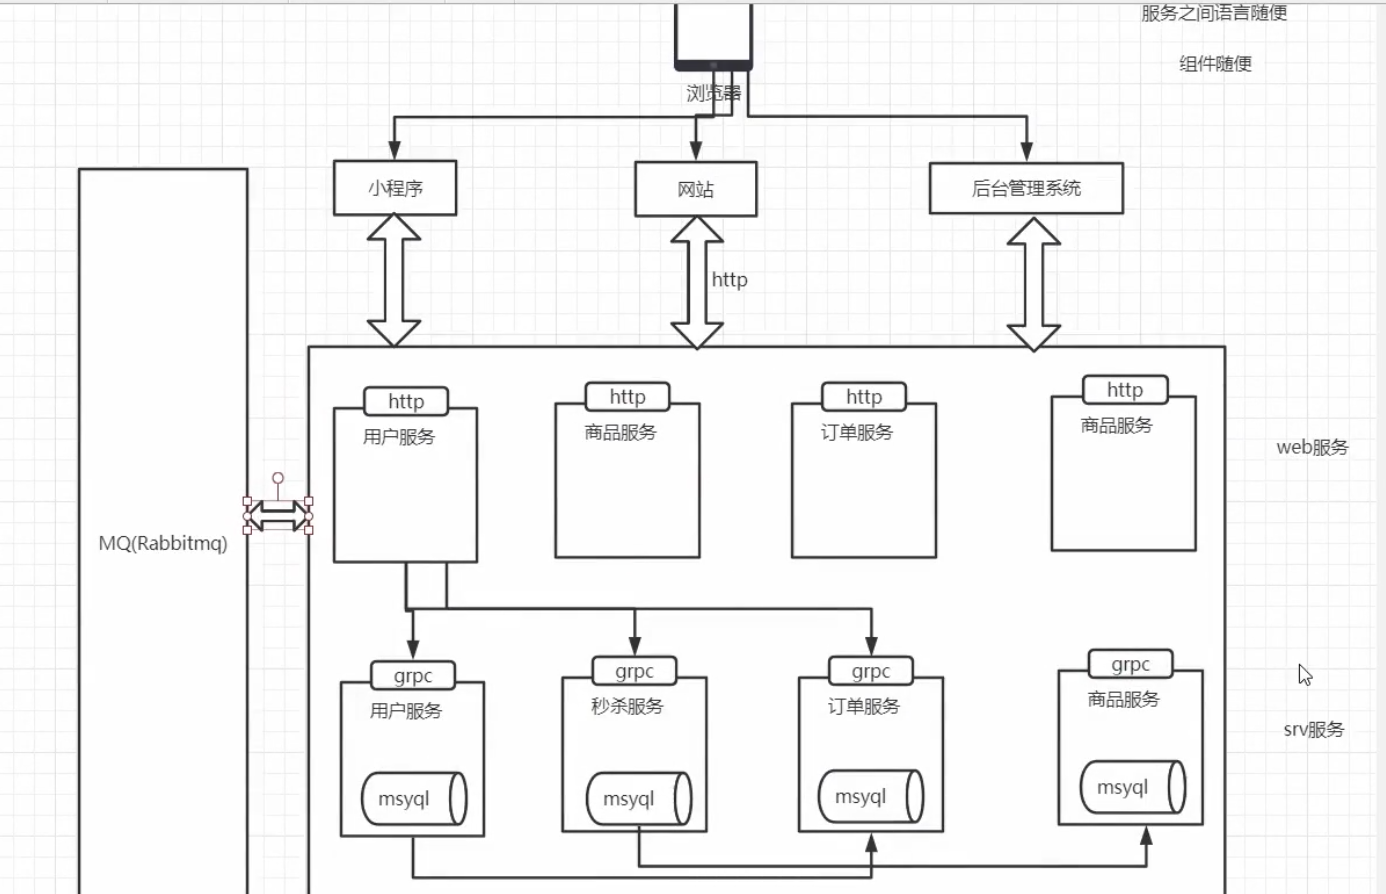 服务之间语言随便
组件随便
浏览器
小程序
网站
后台管理系统
http
http
http
http
http
用户服务
商品服务
订单服务
商品服务
web服务
MQ(Rabbitmq)
grpc
grpc
grpc
grpc
用户服务
秒杀服务
订单服务
商品服务
srv服务
msyql
msyql
msyql
msyql